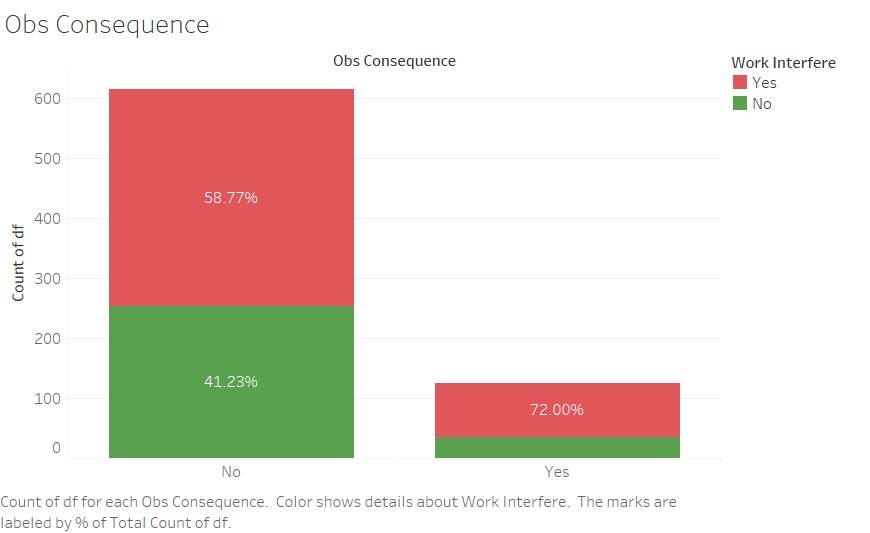 Obs Consequence
Obs Consequence
Work Interfere
Yes
No
600
500
400
300
200
100
0
Count of df
58.77%
41.23%
72.00%
No
Yes
Count of df for each Obs Consequence.  Color shows details about Work Interfere.  The marks are
labeled by % of Total Count of df.